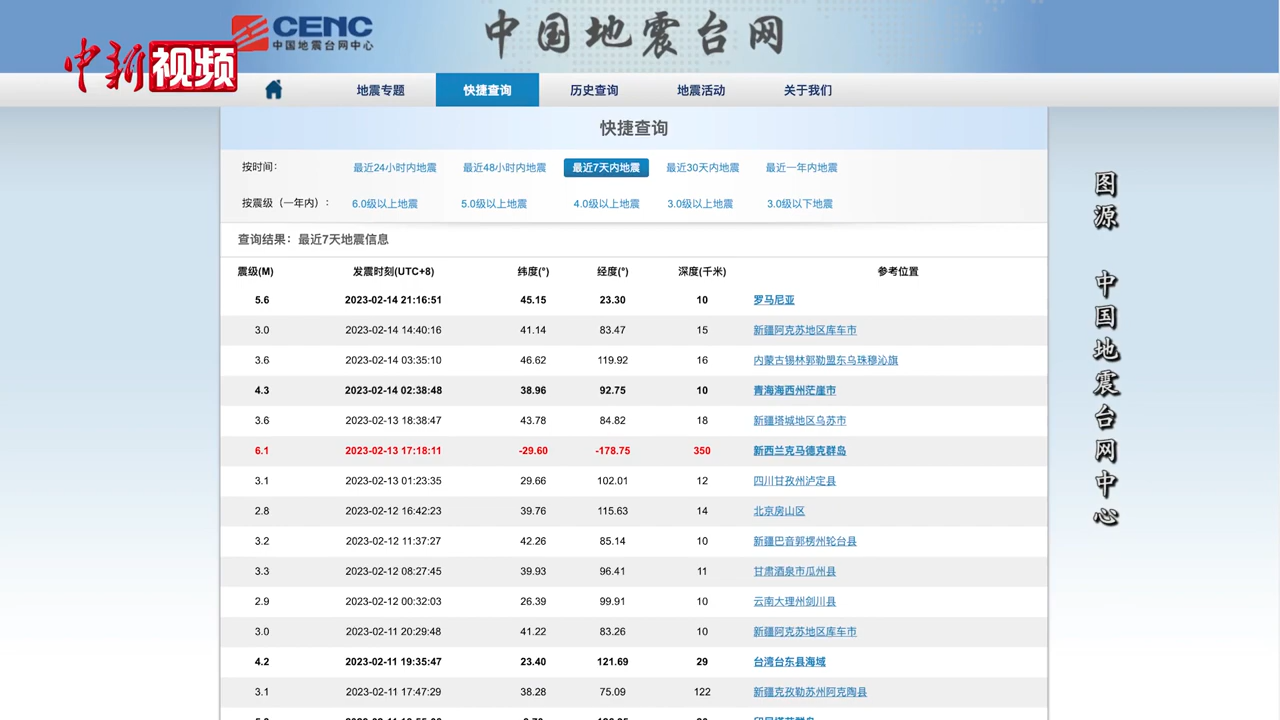 CENC
中国地震台网中心
中国地震台网
中新视频
地震专题 快捷查询 历史查询 地震活动 关于我们
快捷查询
按时间: 最近24小时内地震 最近48小时内地震 最近7天内地震 最近30天内地震 最近一年内地震
按震级（一年内）: 6.0级以上地震 5.0级以上地震 4.0级以上地震 3.0级以上地震 3.0级以下地震
查询结果：最近7天地震信息
震级(M) 发震时刻(UTC+8) 纬度(°) 经度(°) 深度(千米) 参考位置
5.6 2023-02-14 21:16:51 45.15 23.30 10 罗马尼亚
3.0 2023-02-14 14:40:16 41.14 83.47 15 新疆阿克苏地区库车市
3.6 2023-02-14 03:35:10 46.62 119.92 16 内蒙古锡林郭勒盟东乌珠穆沁旗
4.3 2023-02-14 02:38:48 38.96 92.75 10 青海海西州茫崖市
3.6 2023-02-13 18:38:47 43.78 84.82 18 新疆塔城地区乌苏市
6.1 2023-02-13 17:18:11 -29.60 -178.75 350 新西兰克马德克群岛
3.1 2023-02-13 01:23:35 29.66 102.01 12 四川甘孜州泸定县
2.8 2023-02-12 16:42:23 39.76 115.63 14 北京房山区
3.2 2023-02-12 11:37:27 42.26 85.14 10 新疆巴音郭楞州轮台县
3.3 2023-02-12 08:27:45 39.93 96.41 11 甘肃酒泉市瓜州县
2.9 2023-02-12 00:32:03 26.39 99.91 10 云南大理州剑川县
3.0 2023-02-11 20:29:48 41.22 83.26 10 新疆阿克苏地区库车市
4.2 2023-02-11 19:35:47 23.40 121.69 29 台湾台东县海域
3.1 2023-02-11 17:47:29 38.28 75.09 122 新疆克孜勒苏州阿克陶县
图源 中国地震台网中心